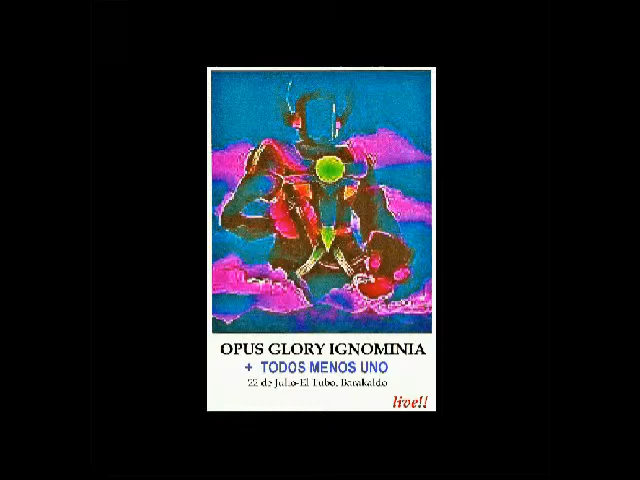 OPUS GLORY IGNOMINIA
+ TODOS MENOS UNO
22 de Julio-El Tubo. Barakaldo
live!!